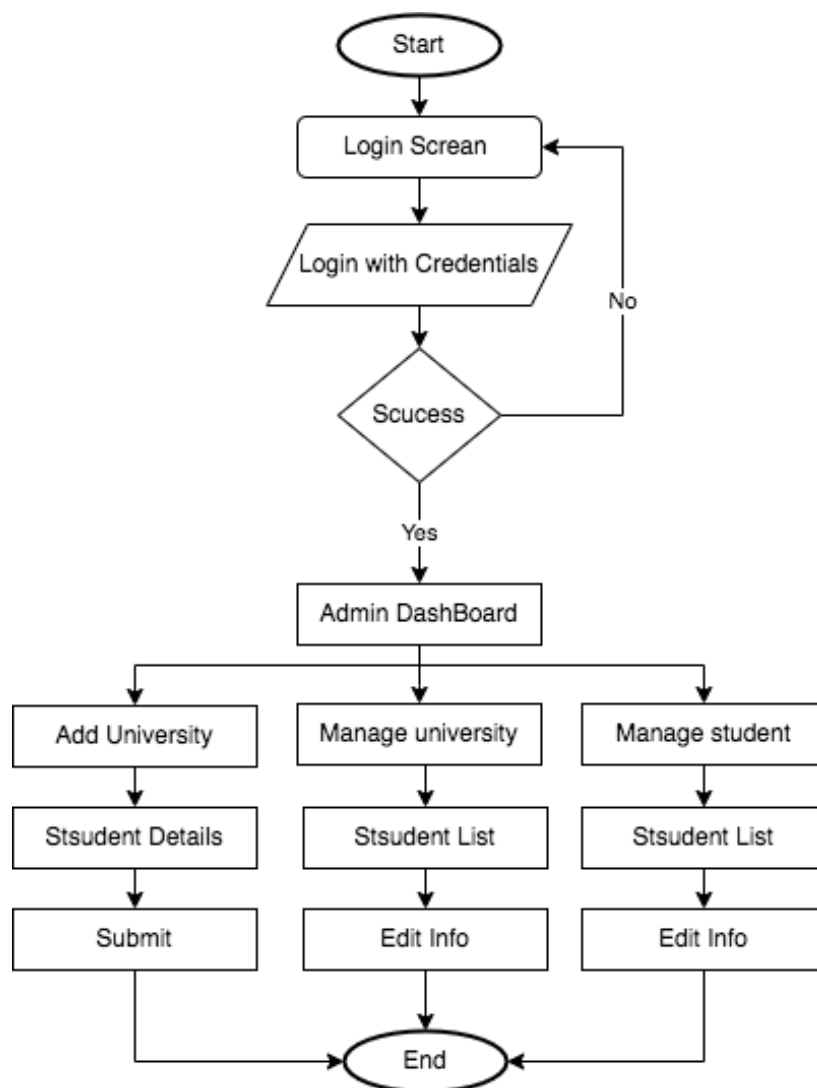 Start
Login Screan
Login with Credentials
No
Scucess
Yes
Admin DashBoard
Add University
Manage university
Manage student
Stsudent Details
Stsudent List
Stsudent List
Submit
Edit Info
Edit Info
End